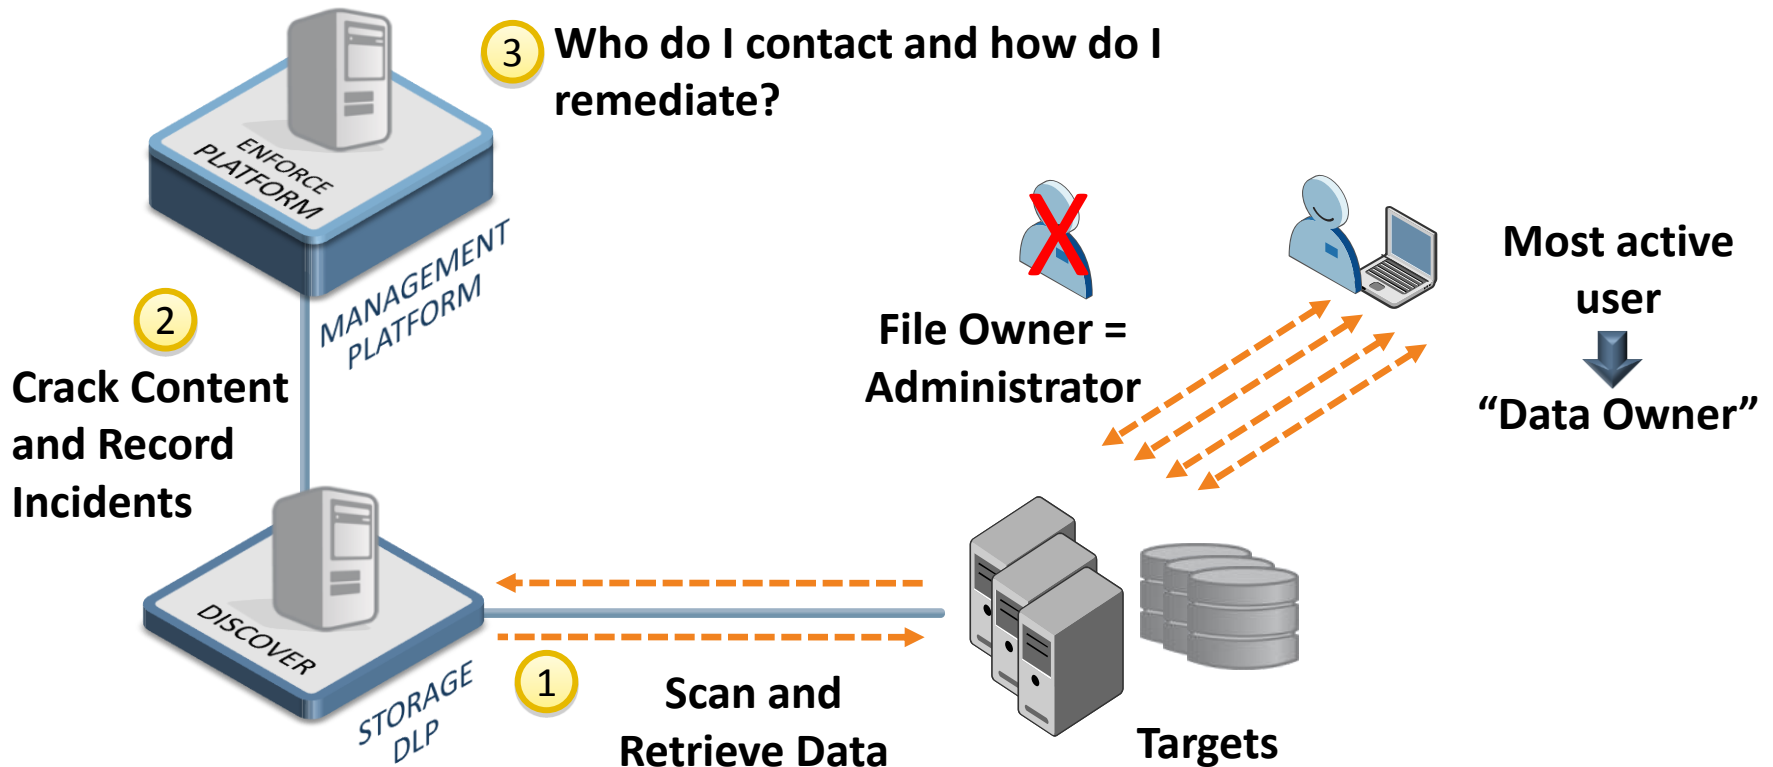 3
Who do I contact and how do I
remediate?
ENFORCE
PLATFORM
MANAGEMENT
PLATFORM
2
Crack Content
and Record
Incidents
File Owner =
Administrator
X
Most active
user
“Data Owner”
DISCOVER
STORAGE
DLP
1
Scan and
Retrieve Data
Targets